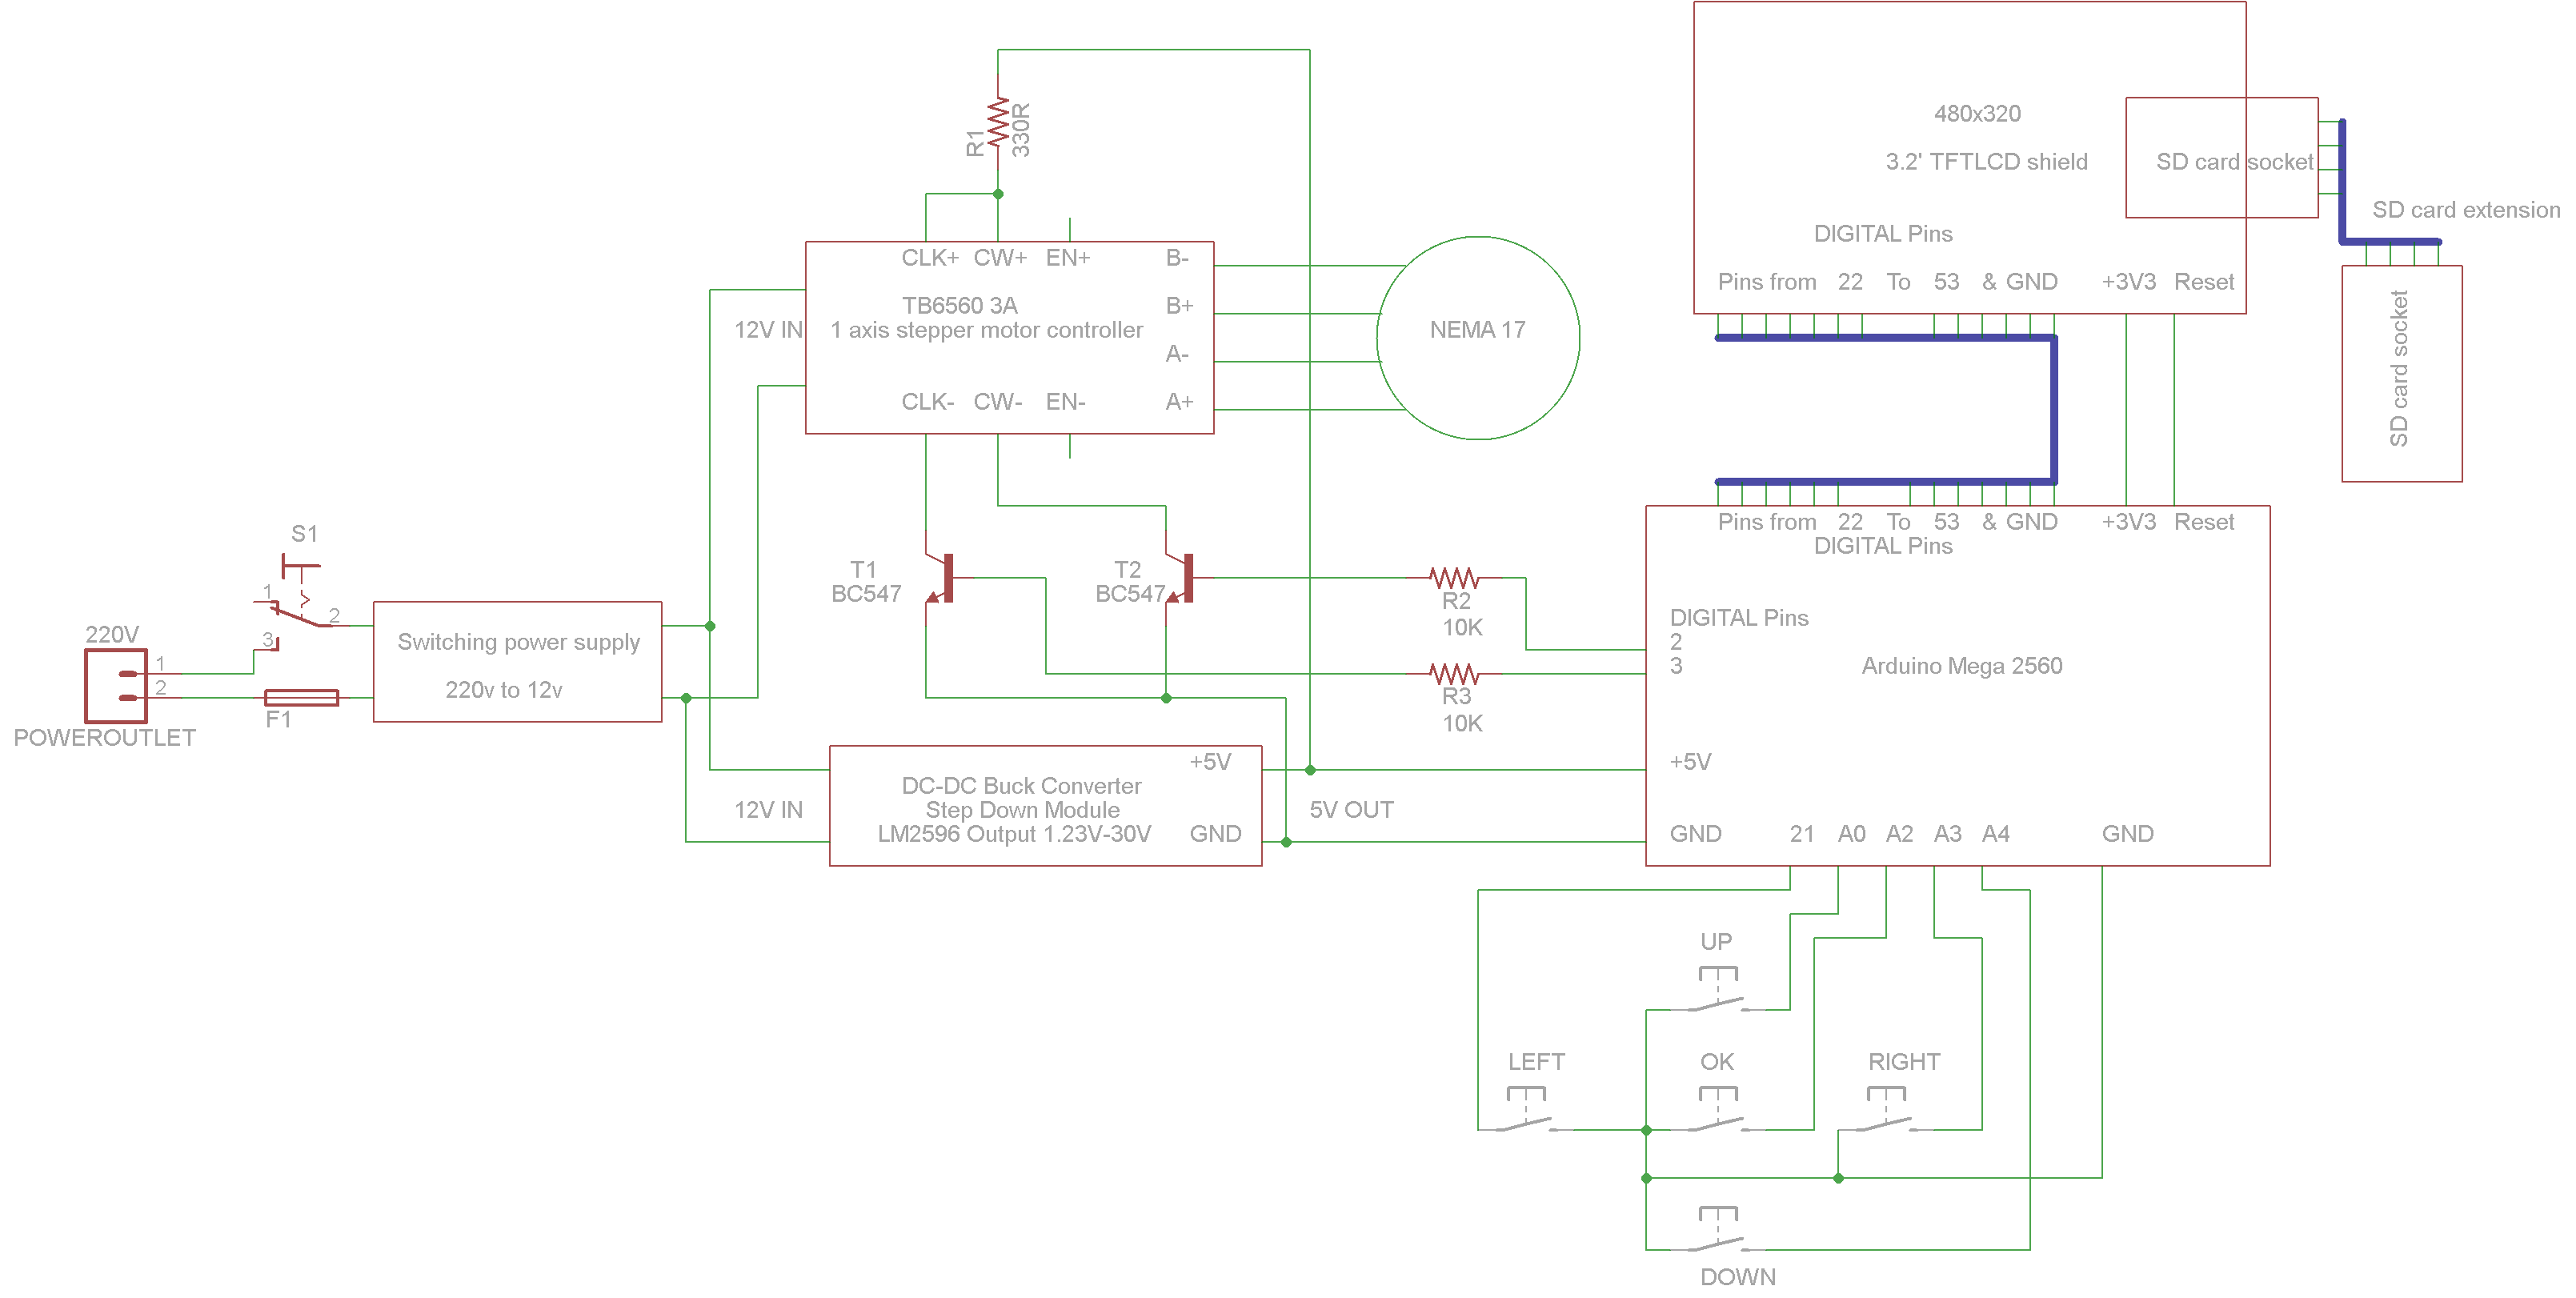 480x320
3.2' TFTLCD shield
SD card socket
SD card extension
DIGITAL Pins
Pins from 22 To 53 & GND +3V3 Reset
SD card socket
R1
330R
CLK+ CW+ EN+ B-
B+
TB6560 3A
1 axis stepper motor controller
12V IN
A-
CLK- CW- EN- A+
NEMA 17
Pins from 22 To 53 & GND +3V3 Reset
DIGITAL Pins
S1
1
2
3
220V
1
2
POWEROUTLET
F1
Switching power supply
220v to 12v
T1
BC547
T2
BC547
R2
10K
R3
10K
DIGITAL Pins
2
3
Arduino Mega 2560
+5V
GND 21 A0 A2 A3 A4 GND
12V IN
+5V
DC-DC Buck Converter
Step Down Module
LM2596 Output 1.23V-30V
GND
5V OUT
UP
LEFT
OK
RIGHT
DOWN